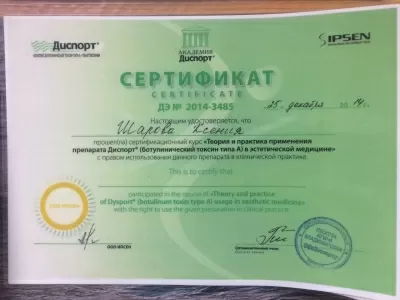 Диспорт®
АКАДЕМИЯ
Диспорт®
IPSEN
СЕРТИФИКАТ
CERTIFICATE
ДЭ № 2014-3485
25 декабря 2014 г.
Настоящим удостоверяется, что
Шарова Ксения
прошел(ла) сертификационный курс «Теория и практика применения
препарата Диспорт® (ботулинический токсин типа А) в эстетической медицине»
с правом использования данного препарата в клинической практике.
This is to certify that
participated in the course of «Theory and practice
of Dysport® (botulinum toxin type A) usage in aesthetic medicine»
with the right to use the given preparation in clinical practice.
ООО ИПСЕН